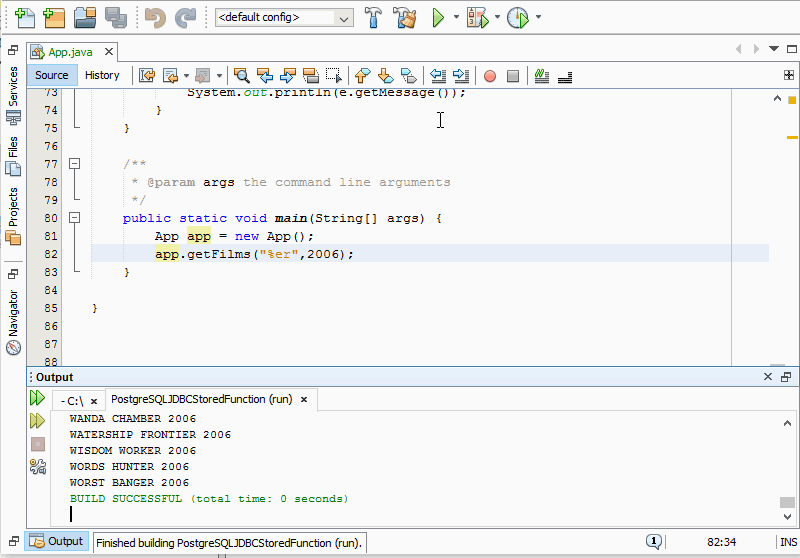 <default config>
App.java
Source
History
Services
Files
Projects
Navigator
73 System.out.println(e.getMessage());
74 }
75 }
76
77 /**
78 * @param args the command line arguments
79 */
80 public static void main(String[] args) {
81 App app = new App();
82 app.getFilms("%er",2006);
83 }
84
85 }
86
87
88
Output
- C:\
PostgreSQLJDBCStoredFunction (run)
WANDA CHAMBER 2006
WATERSHIP FRONTIER 2006
WISDOM WORKER 2006
WORDS HUNTER 2006
WORST BANGER 2006
BUILD SUCCESSFUL (total time: 0 seconds)
Output
Finished building PostgreSQLJDBCStoredFunction (run).
1
82:34
INS